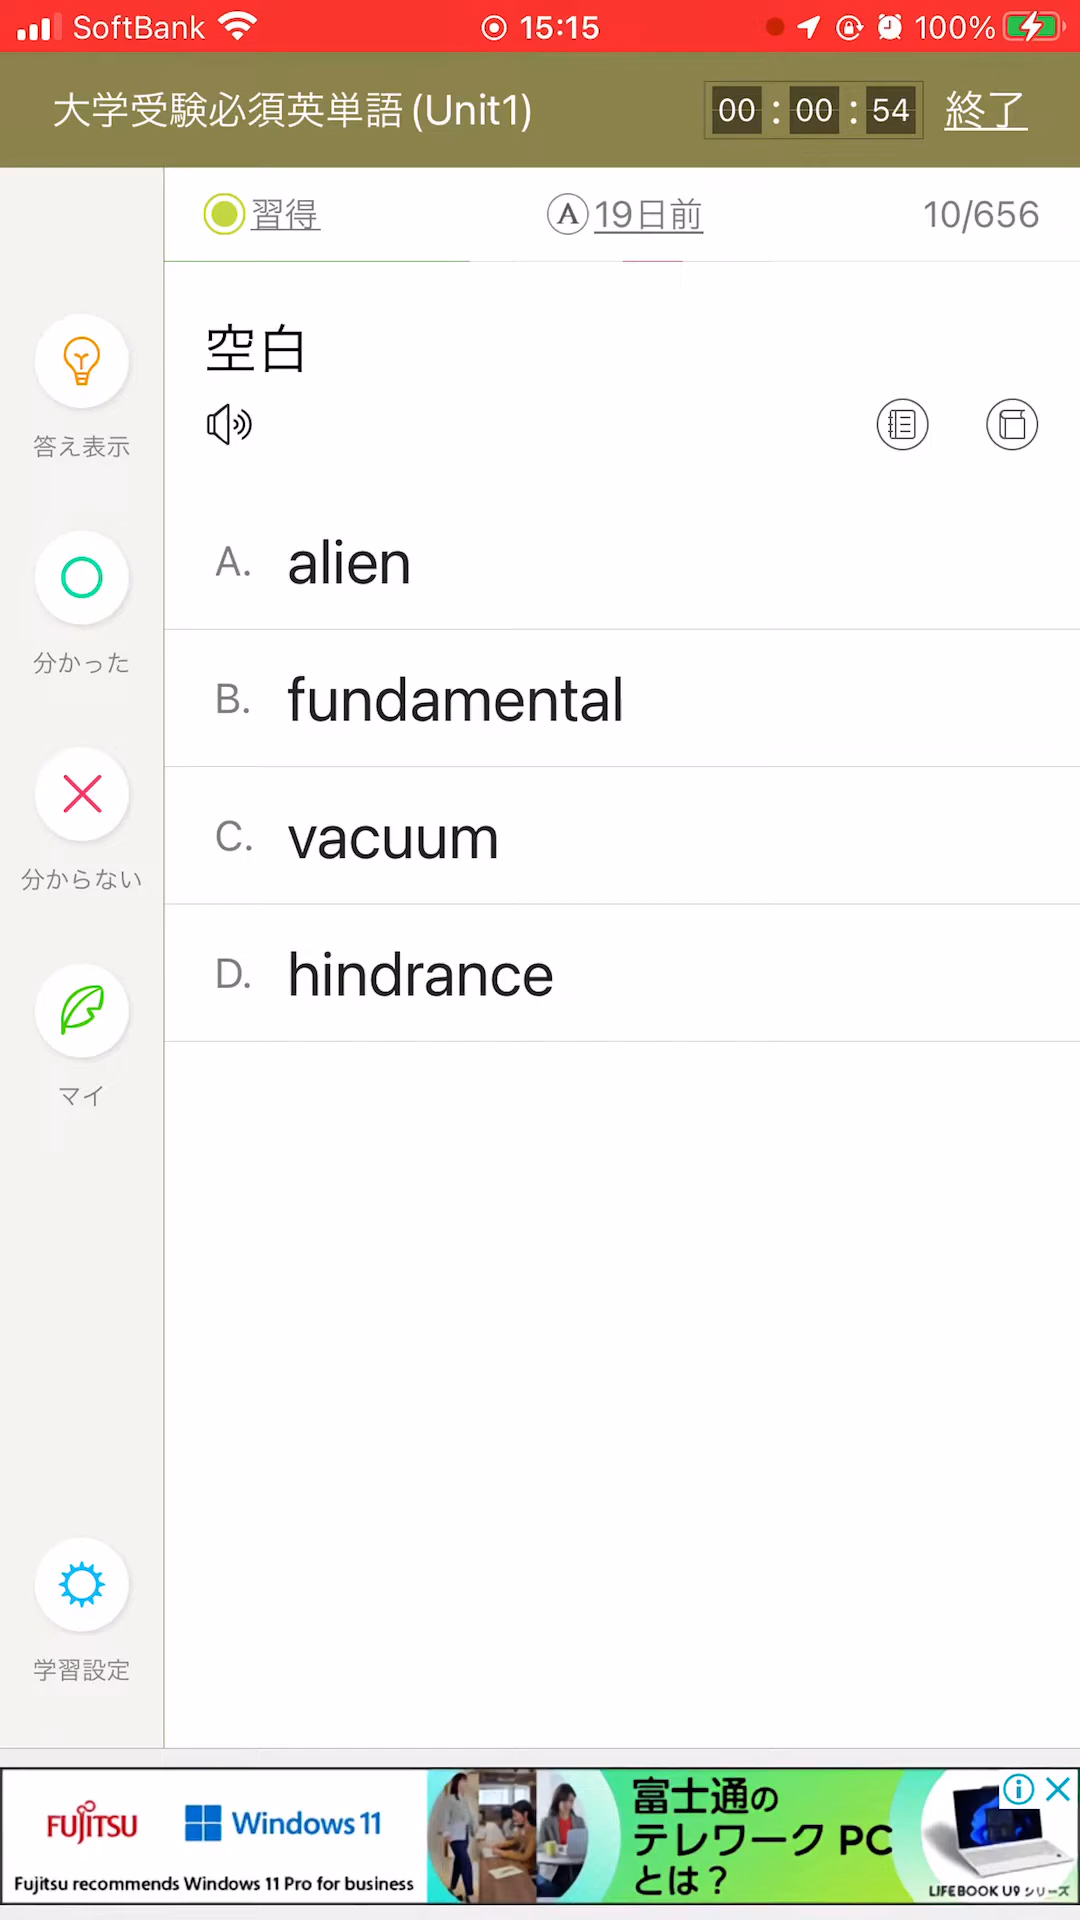 SoftBank 15:15 100%
大学受験必須英単語(Unit1) 00:00:54 終了
習得 A 19日前 10/656
空白
答え表示
A. alien
分かった
B. fundamental
C. vacuum
分からない
D. hindrance
マイ
学習設定
FUJITSU Windows 11
Fujitsu recommends Windows 11 Pro for business
富士通の
テレワーク PC
とは？
LIFEBOOK U9 シリーズ